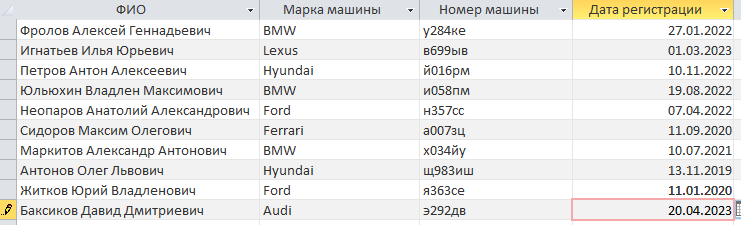 ФИО Марка машины Номер машины Дата регистрации
Фролов Алексей Геннадьевич BMW у284ке 27.01.2022
Игнатьев Илья Юрьевич Lexus в699ыв 01.03.2023
Петров Антон Алексеевич Hyundai й016рм 10.11.2022
Юльюхин Владлен Максимович BMW и058пм 19.08.2022
Неопаров Анатолий Александрович Ford н357сс 07.04.2022
Сидоров Максим Олегович Ferrari а007зц 11.09.2020
Маркитов Александр Антонович BMW х034йу 10.07.2021
Антонов Олег Львович Hyundai щ983иш 13.11.2019
Житков Юрий Владленович Ford я363се 11.01.2020
Баксиков Давид Дмитриевич Audi э292дв 20.04.2023